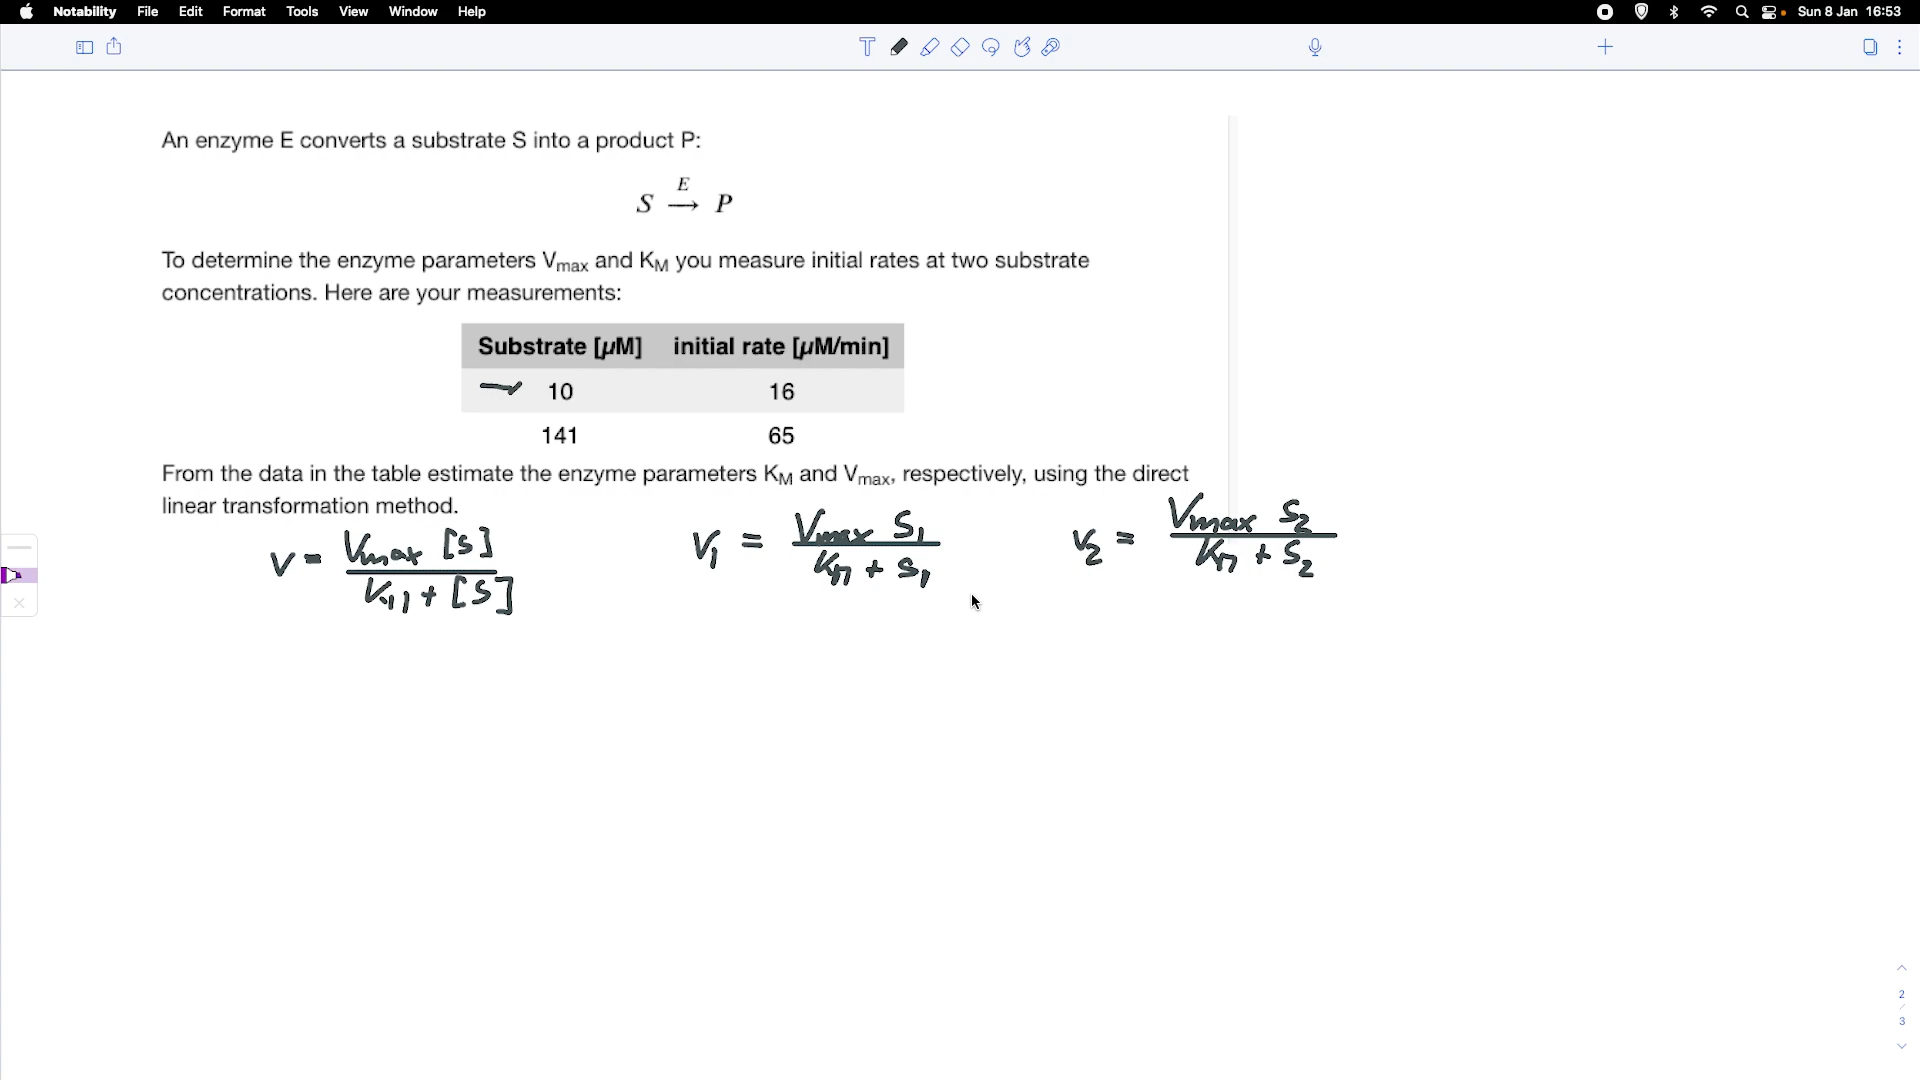 Notability File Edit Format Tools View Window Help Sun 8 Jan 16:53
An enzyme E converts a substrate S into a product P:
E
S → P
To determine the enzyme parameters Vmax and KM you measure initial rates at two substrate
concentrations. Here are your measurements:
Substrate [µM] initial rate [µM/min]
10 16
141 65
From the data in the table estimate the enzyme parameters KM and Vmax, respectively, using the direct
linear transformation method.
v = Vmax [S] / KM + [S]
v1 = Vmax S1 / KM + S1
v2 = Vmax S2 / KM + S2
2
/
3